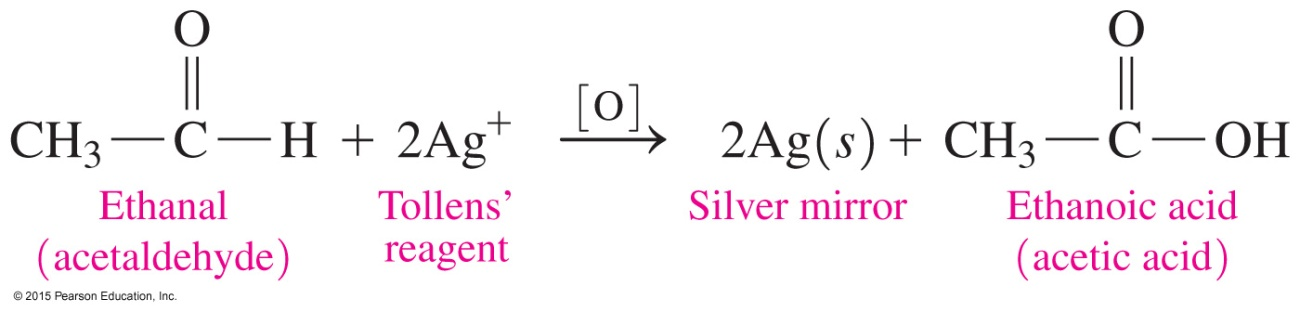 O
[O]
O
||
||
CH₃—C—H + 2Ag⁺ ⟶ 2Ag(s) + CH₃—C—OH
Ethanal
(acetaldehyde)
Tollens’
reagent
Silver mirror
Ethanoic acid
(acetic acid)
© 2015 Pearson Education, Inc.